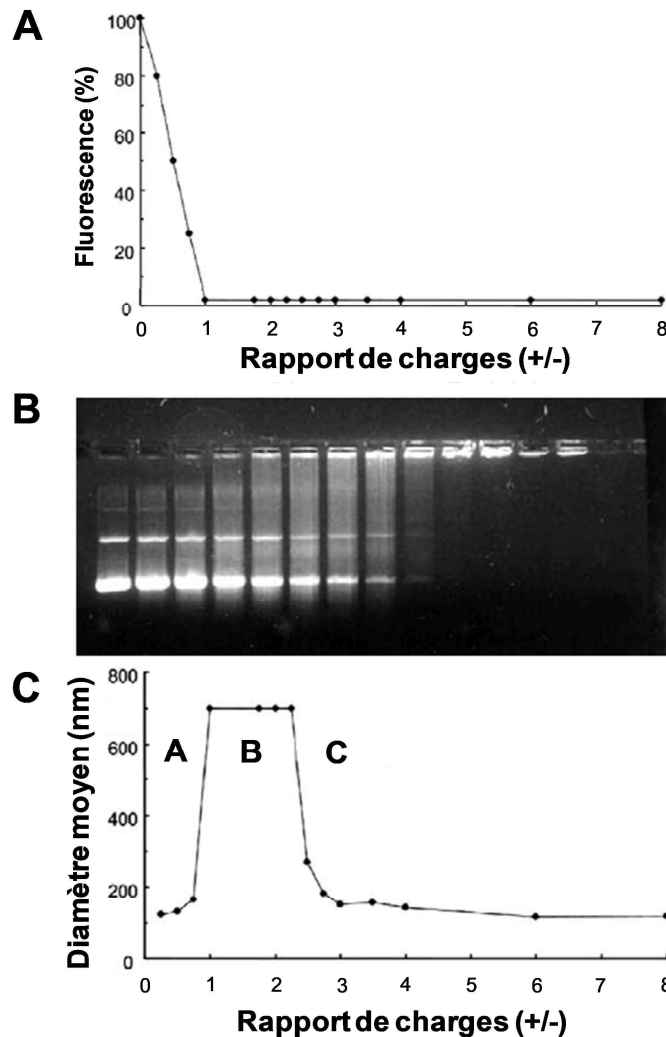 A
Fluorescence (%)
100
80
60
40
20
0
0 1 2 3 4 5 6 7 8
Rapport de charges (+/-)
B
C
Diamètre moyen (nm)
800
600
400
200
0
A B C
0 1 2 3 4 5 6 7 8
Rapport de charges (+/-)